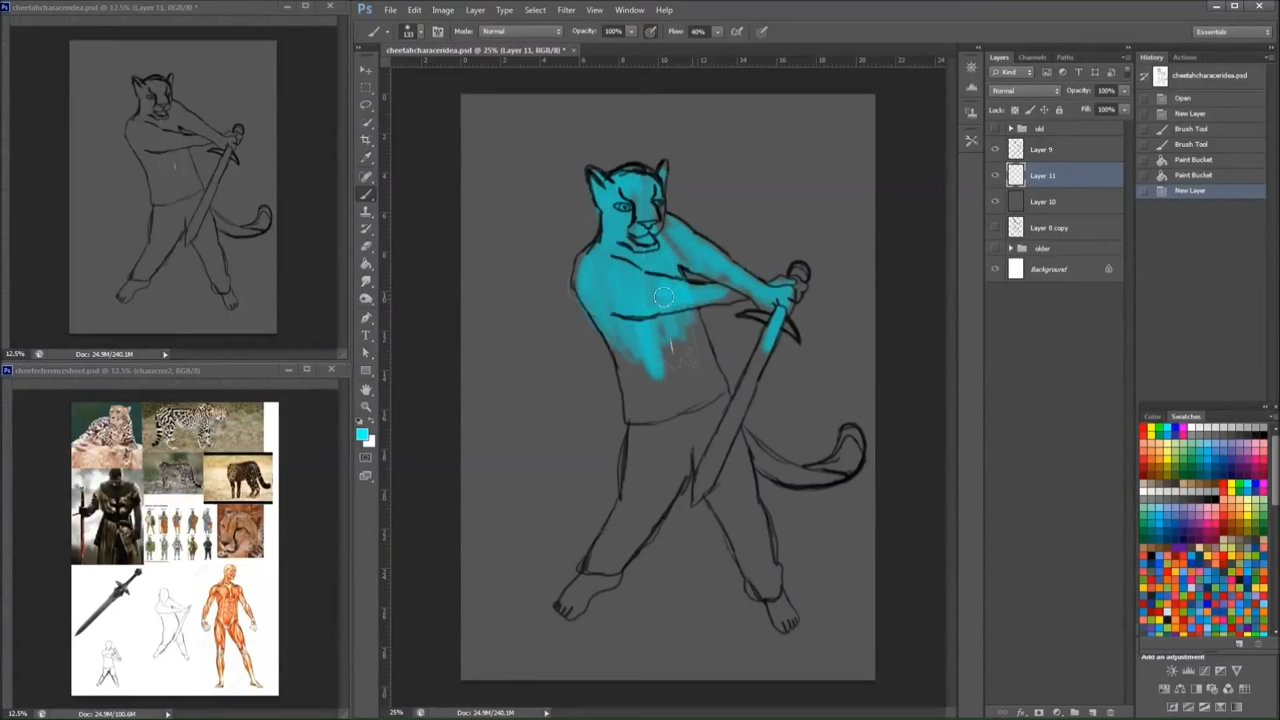 cheetahcharaceridea.psd @ 12.5% (Layer 11, RGB/8) *
12.5% Doc: 24.9M/240.1M
12.5% (character2, RGB/8)
12.5% Doc: 24.9M/100.6M
Ps File Edit Image Layer Type Select Filter View Window Help
133 Mode: Normal Opacity: 100% Flow: 40% Essentials
cheetahcharaceridea.psd @ 25% (Layer 11, RGB/8) *
25% Doc: 24.9M/240.1M
Layers Channels Paths
Kind
Normal Opacity: 100%
Lock: Fill: 100%
old
Layer 9
Layer 11
Layer 10
Layer 8 copy
older
Background
History Actions
cheetahcharaceridea.psd
Open
New Layer
Brush Tool
Brush Tool
Paint Bucket
Paint Bucket
New Layer
Color Swatches
Add an adjustment